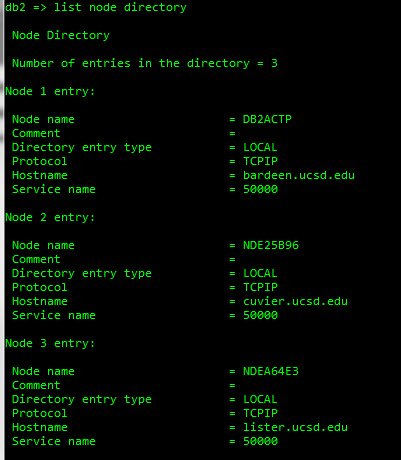 db2 => list node directory
Node Directory
Number of entries in the directory = 3
Node 1 entry:
Node name = DB2ACTP
Comment =
Directory entry type = LOCAL
Protocol = TCPIP
Hostname = bardeen.ucsd.edu
Service name = 50000
Node 2 entry:
Node name = NDE25B96
Comment =
Directory entry type = LOCAL
Protocol = TCPIP
Hostname = cuvier.ucsd.edu
Service name = 50000
Node 3 entry:
Node name = NDEA64E3
Comment =
Directory entry type = LOCAL
Protocol = TCPIP
Hostname = lister.ucsd.edu
Service name = 50000